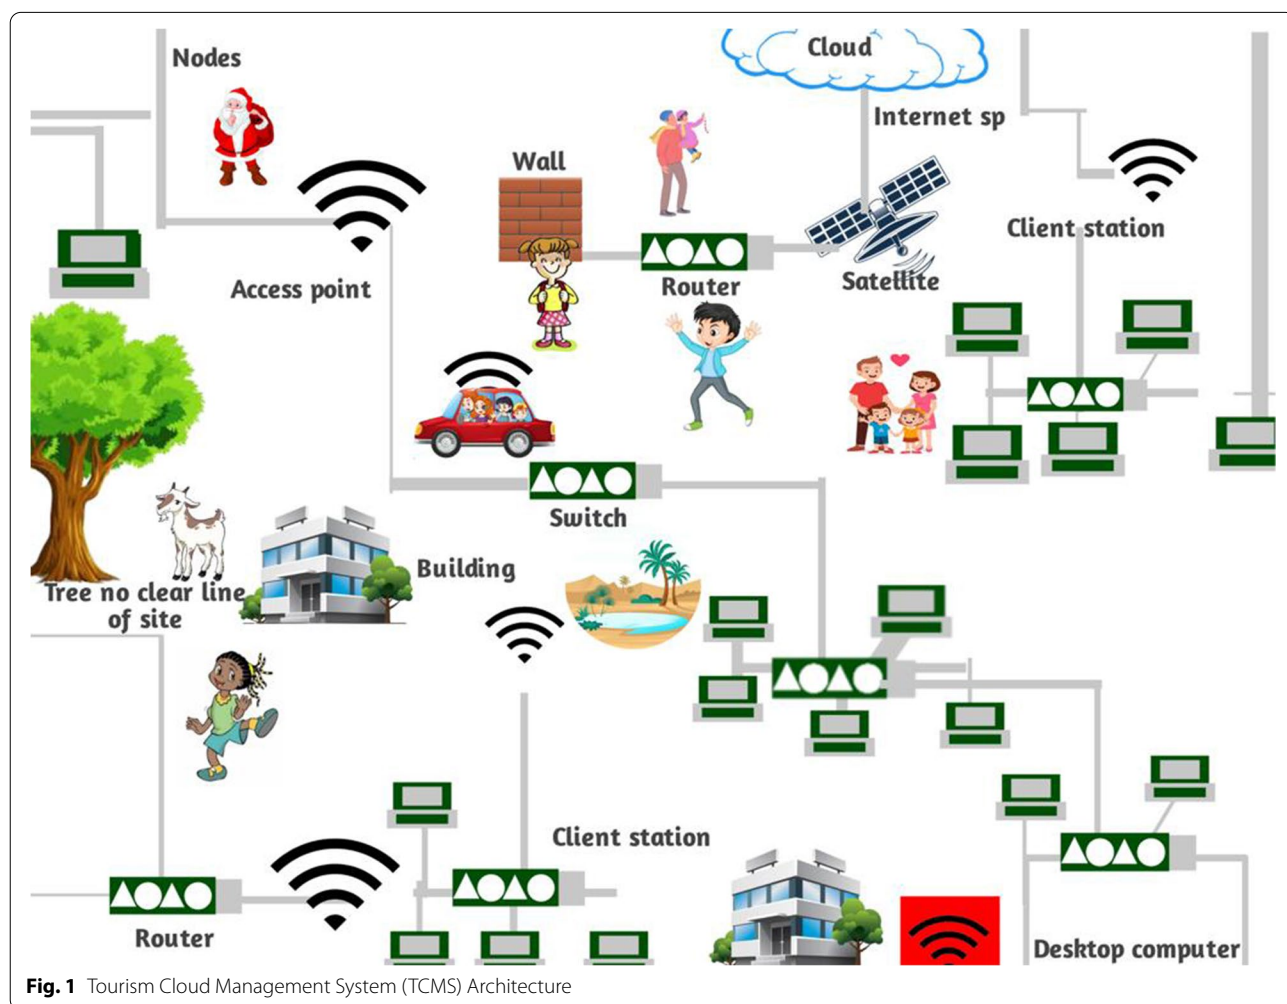 Nodes
Cloud
Internet sp
Wall
Client station
Access point
Router
Satellite
Switch
Building
Tree no clear line
of site
Client station
Router
Desktop computer
Fig. 1 Tourism Cloud Management System (TCMS) Architecture